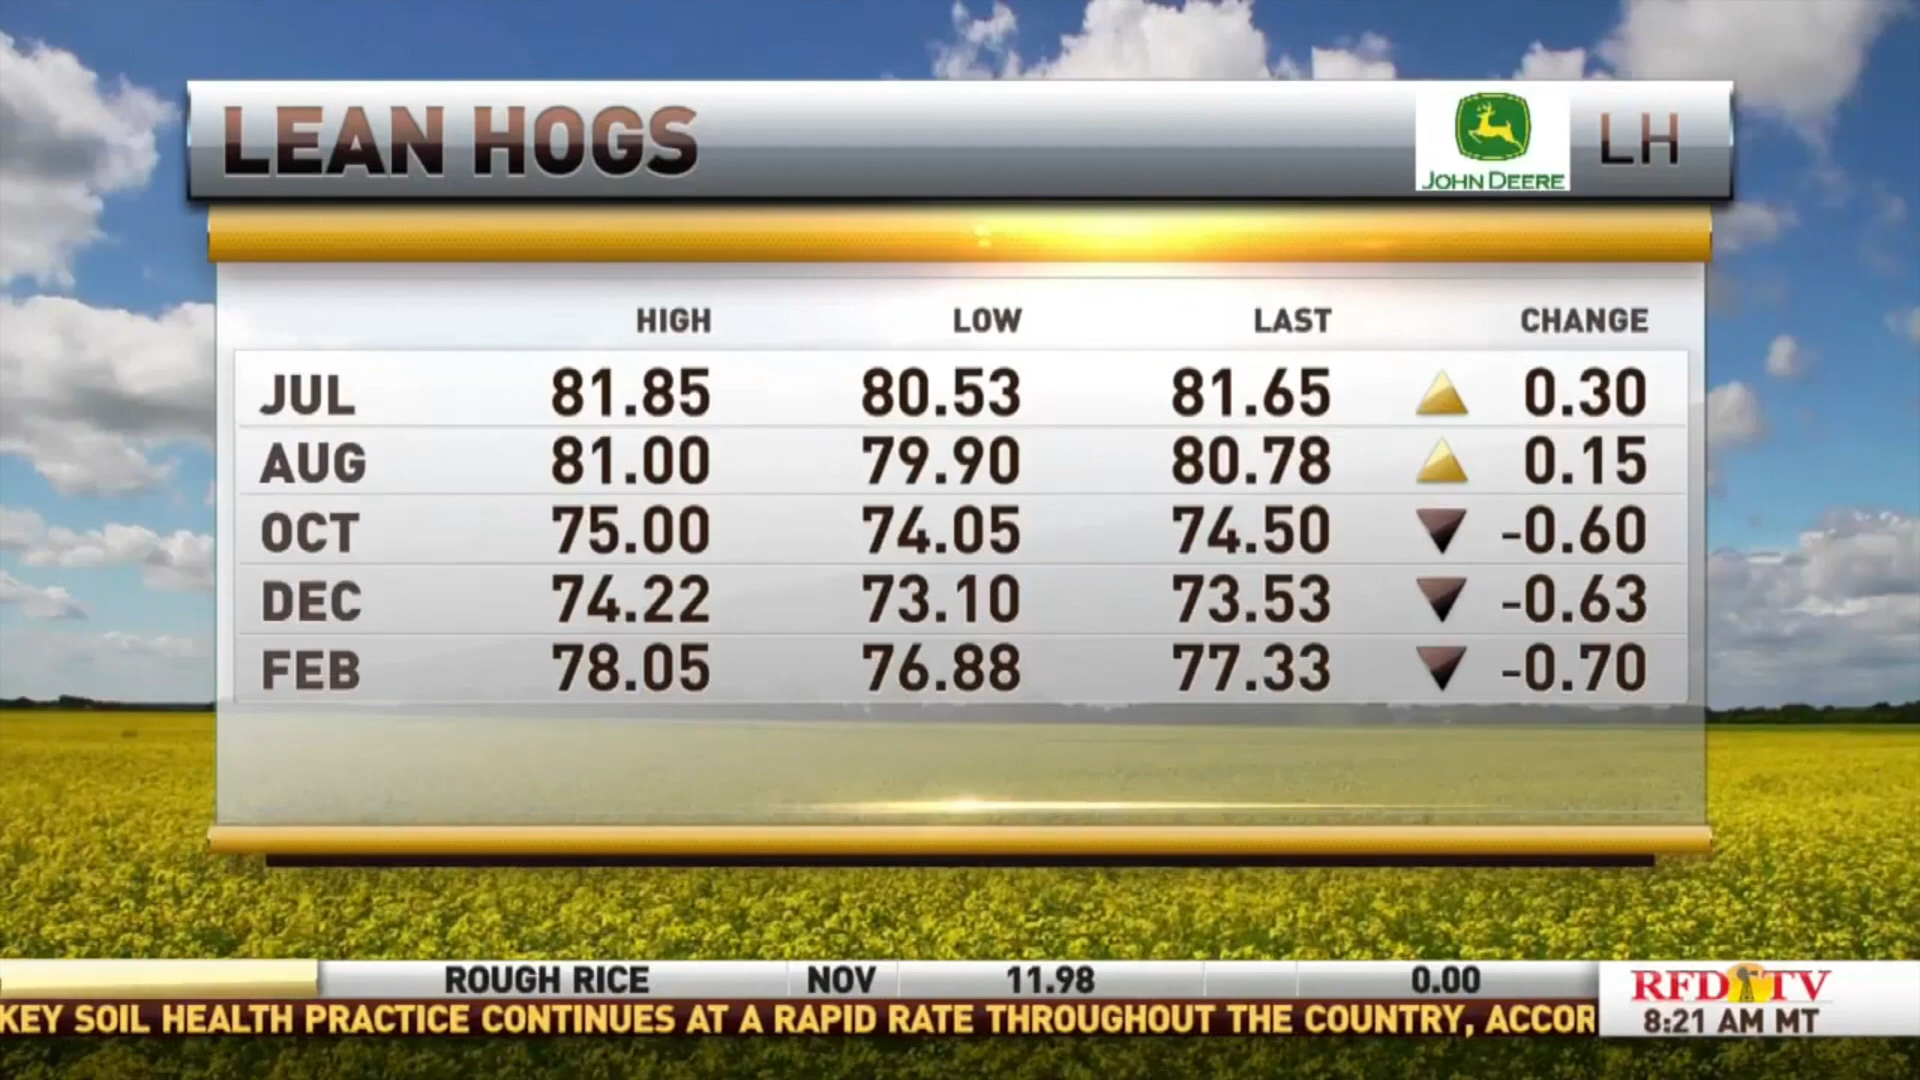 LEAN HOGS
JOHN DEERE
LH
HIGH LOW LAST CHANGE
JUL 81.85 80.53 81.65 0.30
AUG 81.00 79.90 80.78 0.15
OCT 75.00 74.05 74.50 -0.60
DEC 74.22 73.10 73.53 -0.63
FEB 78.05 76.88 77.33 -0.70
ROUGH RICE NOV 11.98 0.00
RFD TV
KEY SOIL HEALTH PRACTICE CONTINUES AT A RAPID RATE THROUGHOUT THE COUNTRY, ACCOR
8:21 AM MT